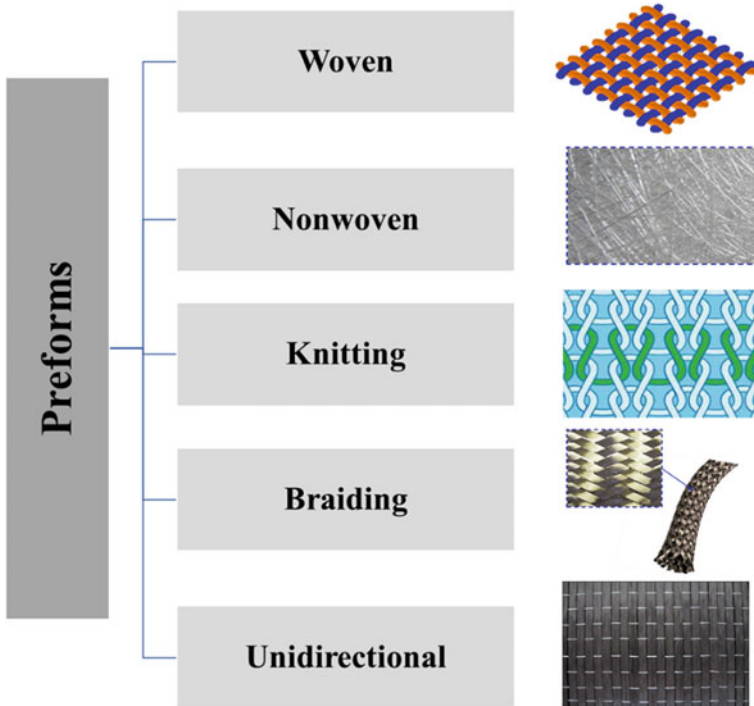 Preforms
Woven
Nonwoven
Knitting
Braiding
Unidirectional